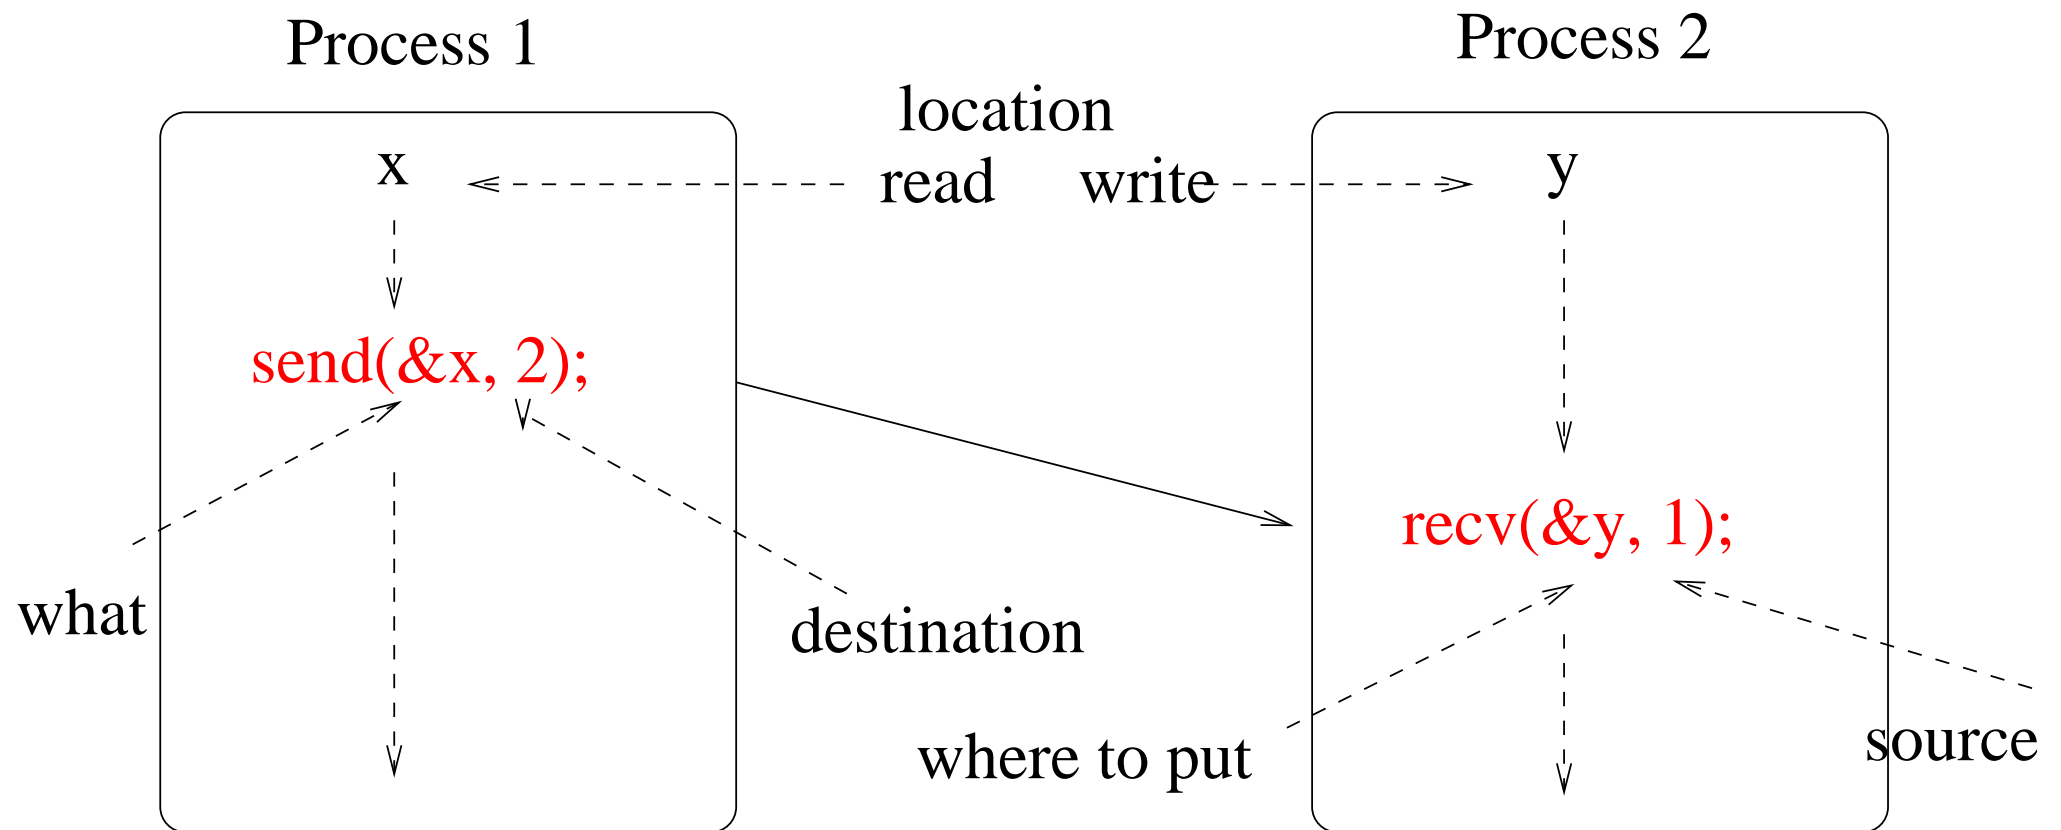 Process 1
Process 2
location
x
read
write
y
send(&x, 2);
recv(&y, 1);
what
destination
where to put
source